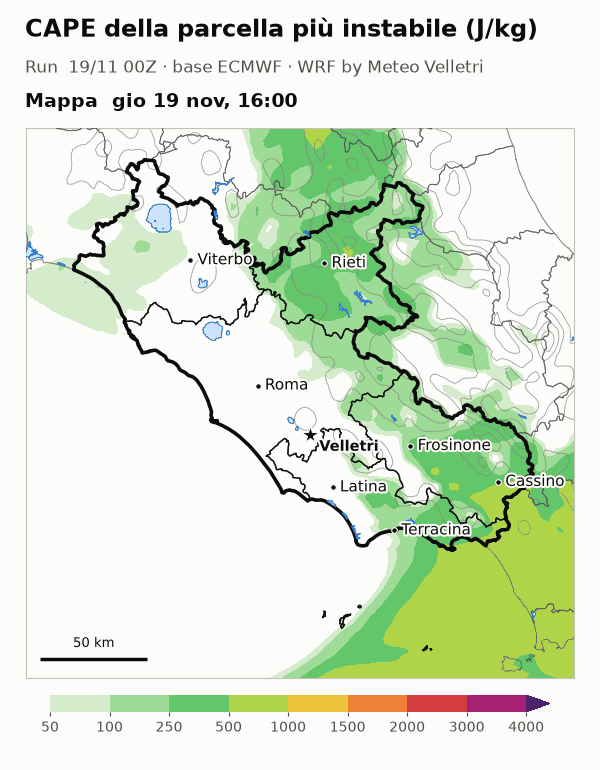 CAPE della parcella più instabile (J/kg)
Run 19/11 00Z · base ECMWF · WRF by Meteo Velletri
Mappa gio 19 nov, 16:00
Viterbo
Rieti
Roma
Velletri
Frosinone
Latina
Cassino
Terracina
50 km
50 100 250 500 1000 1500 2000 3000 4000